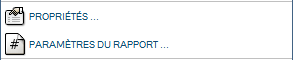 PROPRIÉTÉS ...
PARAMÈTRES DU RAPPORT ...